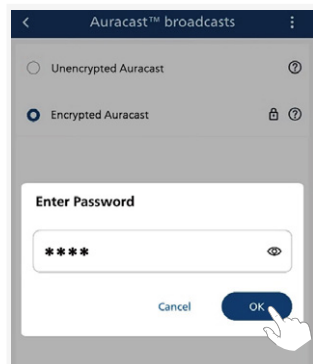 Auracast™ broadcasts
Unencrypted Auracast
Encrypted Auracast
Enter Password
****
Cancel
OK